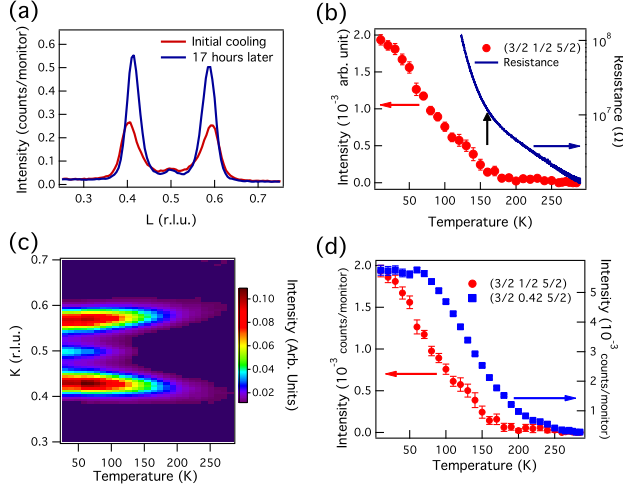 (a)
Intensity (counts/monitor)
0.6
0.5
0.4
0.3
0.2
0.1
0.0
Initial cooling
17 hours later
0.3
0.4
0.5
0.6
0.7
L (r.l.u.)
(b)
Intensity (10⁻³ arb. unit)
2.0
1.5
1.0
0.5
0.0
(3/2 1/2 5/2)
Resistance
10⁸
10⁷
Resistance (Ω)
50
100
150
200
250
Temperature (K)
(c)
K (r.l.u.)
0.7
0.6
0.5
0.4
0.3
50
100
150
200
250
Temperature (K)
0.10
0.08
0.06
0.04
0.02
Intensity (Arb. Units)
(d)
Intensity (10⁻³ counts/monitor)
2.0
1.5
1.0
0.5
0.0
(3/2 1/2 5/2)
(3/2 0.42 5/2)
5
4
3
2
1
Intensity (10⁻³ counts/monitor)
50
100
150
200
250
Temperature (K)